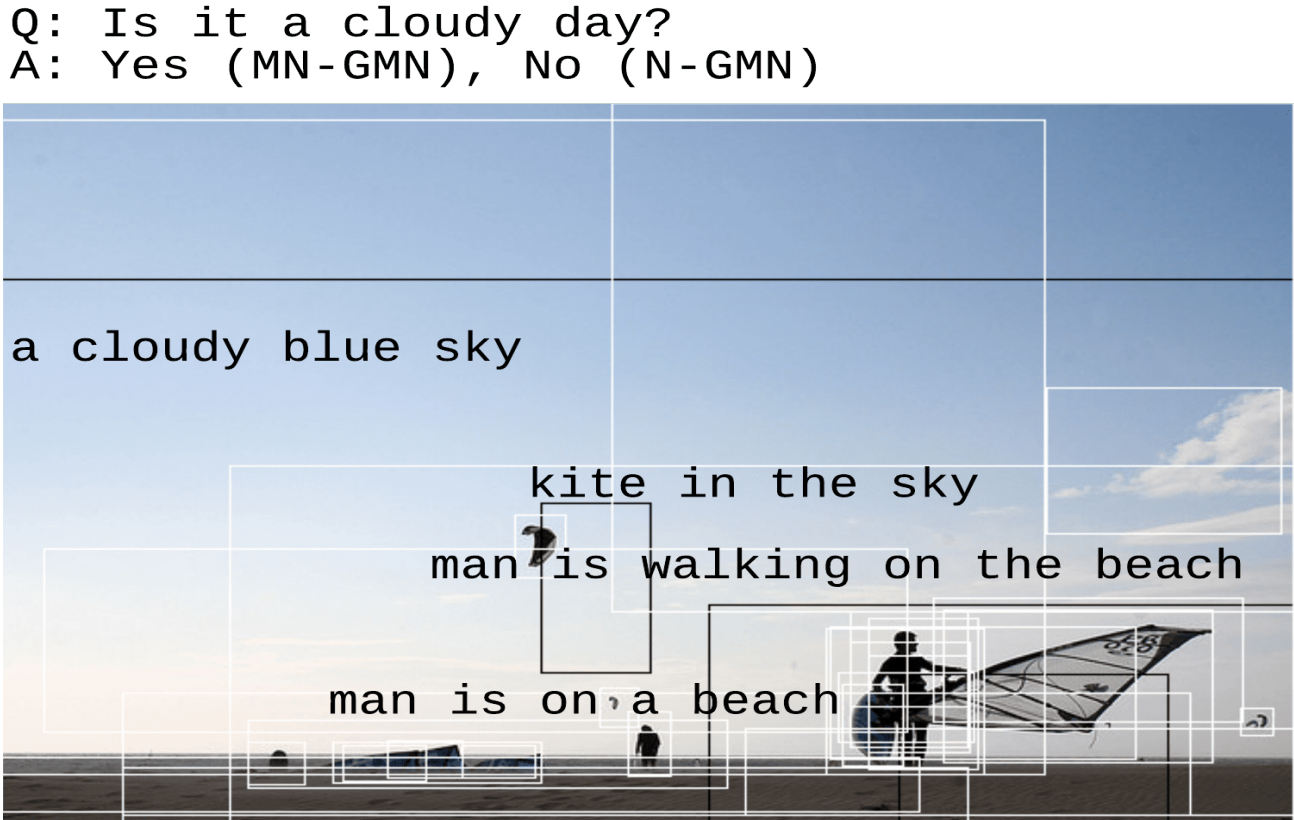 Q: Is it a cloudy day?
A: Yes (MN-GMN), No (N-GMN)
a cloudy blue sky
kite in the sky
man is walking on the beach
man is on a beach